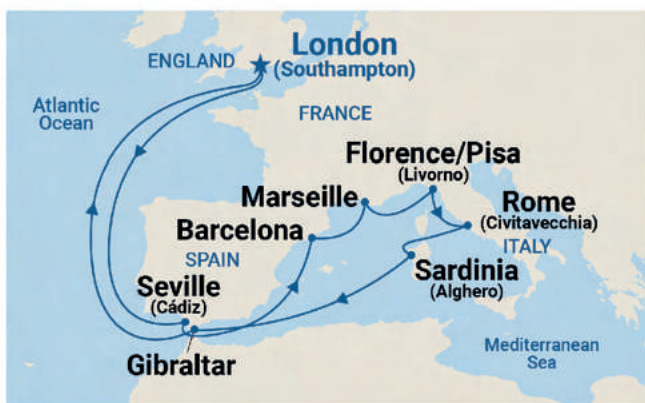 London
(Southampton)
ENGLAND
Atlantic
Ocean
FRANCE
Florence/Pisa
(Livorno)
Marseille
Rome
(Civitavecchia)
Barcelona
ITALY
SPAIN
Sardinia
(Alghero)
Seville
(Cádiz)
Gibraltar
Mediterranean
Sea